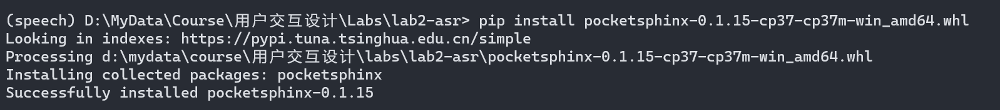 (speech) D:\MyData\Course\用户交互设计\Labs\lab2-asr> pip install pocketsphinx-0.1.15-cp37-cp37m-win_amd64.whl
Looking in indexes: https://pypi.tuna.tsinghua.edu.cn/simple
Processing d:\mydata\course\用户交互设计\labs\lab2-asr\pocketsphinx-0.1.15-cp37-cp37m-win_amd64.whl
Installing collected packages: pocketsphinx
Successfully installed pocketsphinx-0.1.15